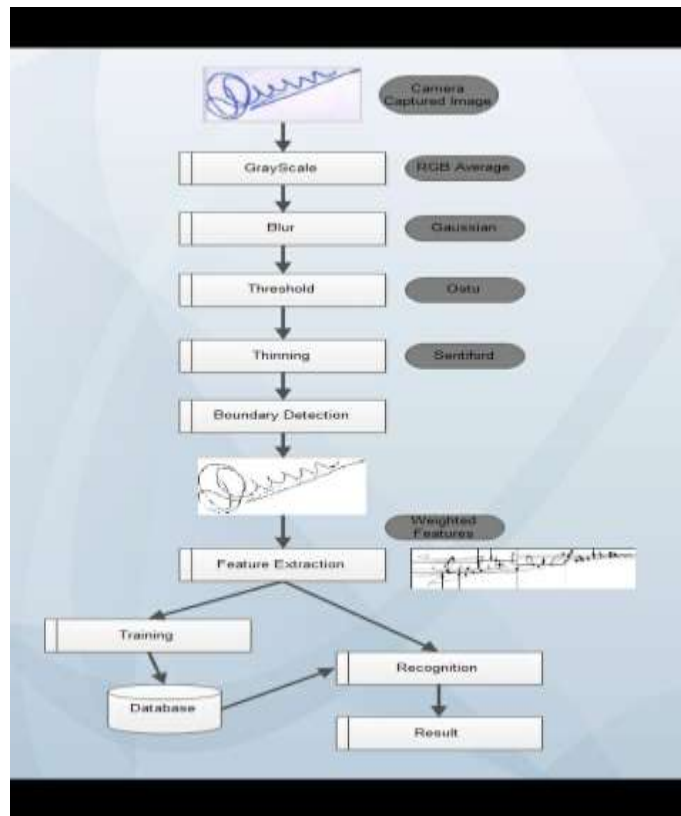 Camera
Captured Image
GrayScale
RGB Average
Blur
Gaussian
Threshold
Ostu
Thinning
Boundary Detection
Weighted
Features
Feature Extraction
Training
Recognition
Database
Result